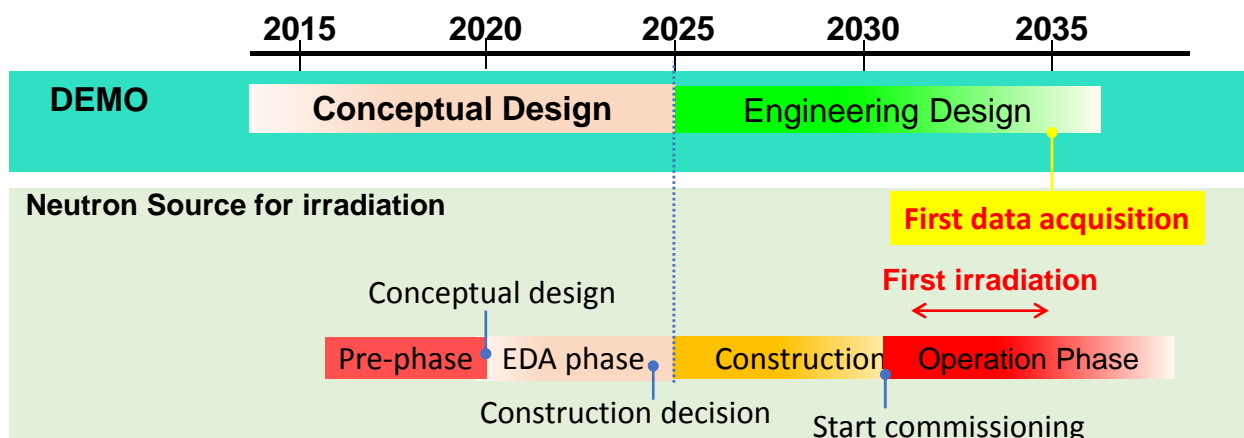 2015 2020 2025 2030 2035
DEMO
Conceptual Design
Engineering Design
Neutron Source for irradiation
First data acquisition
First irradiation
Conceptual design
Pre-phase
EDA phase
Construction
Operation Phase
Construction decision
Start commissioning